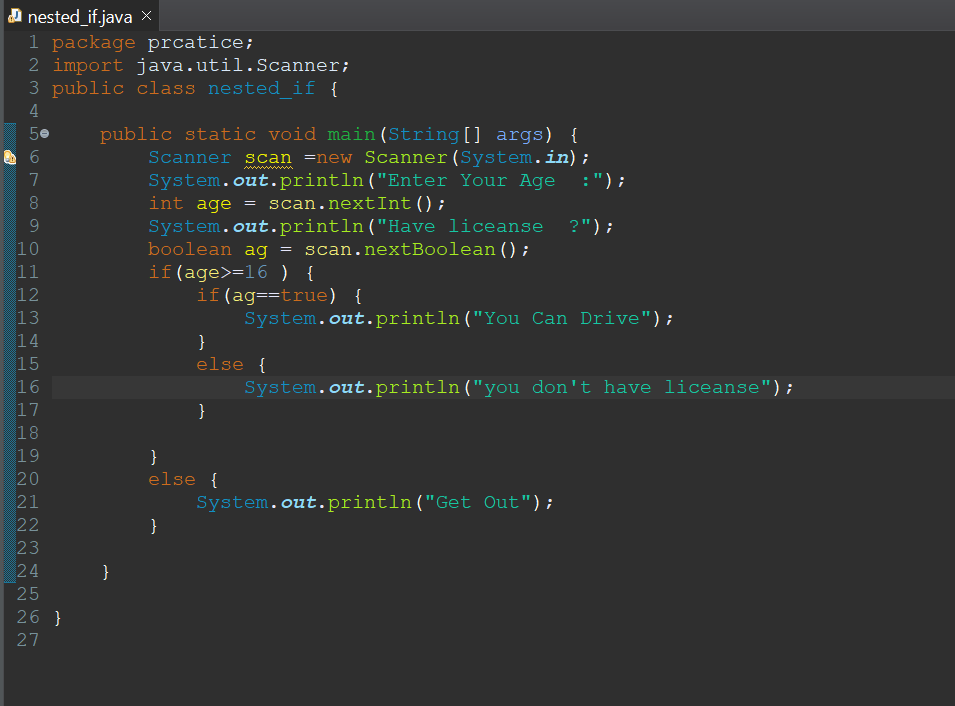 nested_if.java
1 package prcatice;
2 import java.util.Scanner;
3 public class nested_if {
4
5     public static void main(String[] args) {
6         Scanner scan =new Scanner(System.in);
7         System.out.println("Enter Your Age  :");
8         int age = scan.nextInt();
9         System.out.println("Have liceanse  ?");
10         boolean ag = scan.nextBoolean();
11         if(age>=16 ) {
12             if(ag==true) {
13                 System.out.println("You Can Drive");
14             }
15             else {
16                 System.out.println("you don't have liceanse");
17             }
18
19         }
20         else {
21             System.out.println("Get Out");
22         }
23
24     }
25
26 }
27